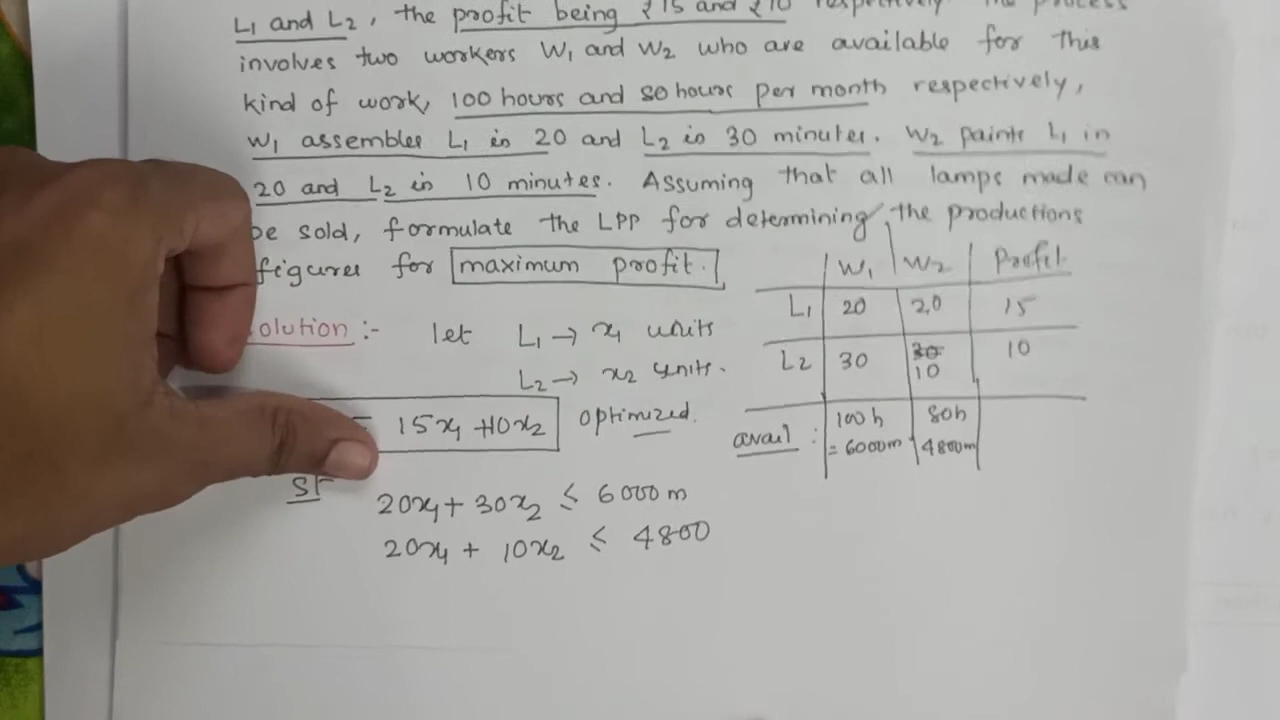 L₁ and L₂, the profit being ₹15 and ₹10 respectively. The process
involves two workers W₁ and W₂ who are available for this
kind of work, 100 hours and 80 hours per month respectively,
W₁ assembles L₁ in 20 and L₂ in 30 minutes. W₂ paints L₁ in
20 and L₂ in 10 minutes. Assuming that all lamps made can
be sold, formulate the LPP for determining the productions
figures for maximum profit.
W₁ W₂ Profit
L₁ 20 20 15
olution :- let L₁ → x₁ units
L₂ 30 30 10
10
L₂ → x₂ units.
= 15x₁ + 10x₂ optimized.
avail : 100h 80h
= 6000m 4800m
ST 20x₁ + 30x₂ ≤ 6000m
20x₁ + 10x₂ ≤ 4800